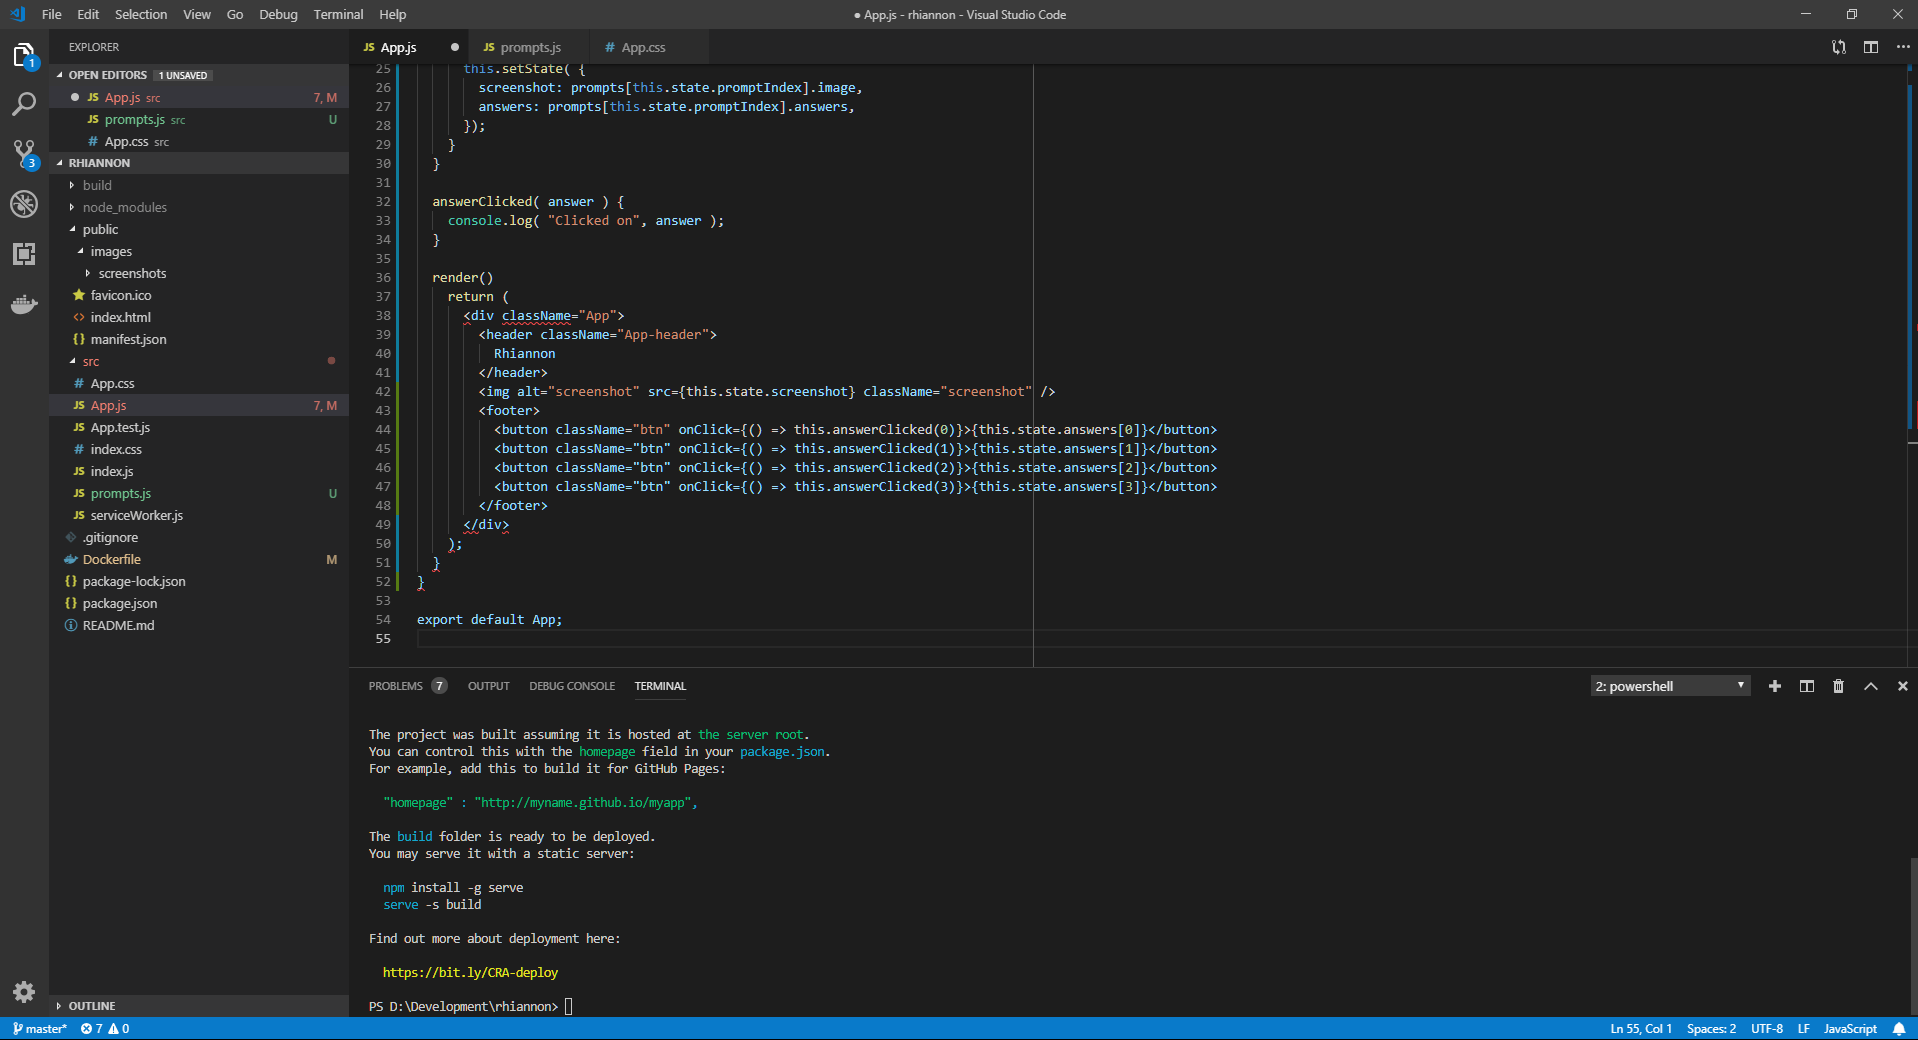 File Edit Selection View Go Debug Terminal Help
● App.js - rhiannon - Visual Studio Code
EXPLORER
OPEN EDITORS 1 UNSAVED
JS App.js src 7, M
JS prompts.js src U
# App.css src
RHIANNON
build
node_modules
public
images
screenshots
favicon.ico
<> index.html
{} manifest.json
src
# App.css
JS App.js 7, M
JS App.test.js
# index.css
JS index.js
JS prompts.js U
JS serviceWorker.js
.gitignore
Dockerfile M
{} package-lock.json
{} package.json
README.md
OUTLINE
1
3
JS App.js ● JS prompts.js # App.css
25 this.setState( {
26 screenshot: prompts[this.state.promptIndex].image,
27 answers: prompts[this.state.promptIndex].answers,
28 });
29 }
30 }
31
32 answerClicked( answer ) {
33 console.log( "Clicked on", answer );
34 }
35
36 render()
37 return (
38 <div className="App">
39 <header className="App-header">
40 Rhiannon
41 </header>
42 <img alt="screenshot" src={this.state.screenshot} className="screenshot" />
43 <footer>
44 <button className="btn" onClick={() => this.answerClicked(0)}>{this.state.answers[0]}</button>
45 <button className="btn" onClick={() => this.answerClicked(1)}>{this.state.answers[1]}</button>
46 <button className="btn" onClick={() => this.answerClicked(2)}>{this.state.answers[2]}</button>
47 <button className="btn" onClick={() => this.answerClicked(3)}>{this.state.answers[3]}</button>
48 </footer>
49 </div>
50 );
51 }
52 }
53
54 export default App;
55
PROBLEMS 7 OUTPUT DEBUG CONSOLE TERMINAL
2: powershell
The project was built assuming it is hosted at the server root.
You can control this with the homepage field in your package.json.
For example, add this to build it for GitHub Pages:
"homepage" : "http://myname.github.io/myapp",
The build folder is ready to be deployed.
You may serve it with a static server:
npm install -g serve
serve -s build
Find out more about deployment here:
https://bit.ly/CRA-deploy
PS D:\Development\rhiannon>
master* 7 0
Ln 55, Col 1 Spaces: 2 UTF-8 LF JavaScript